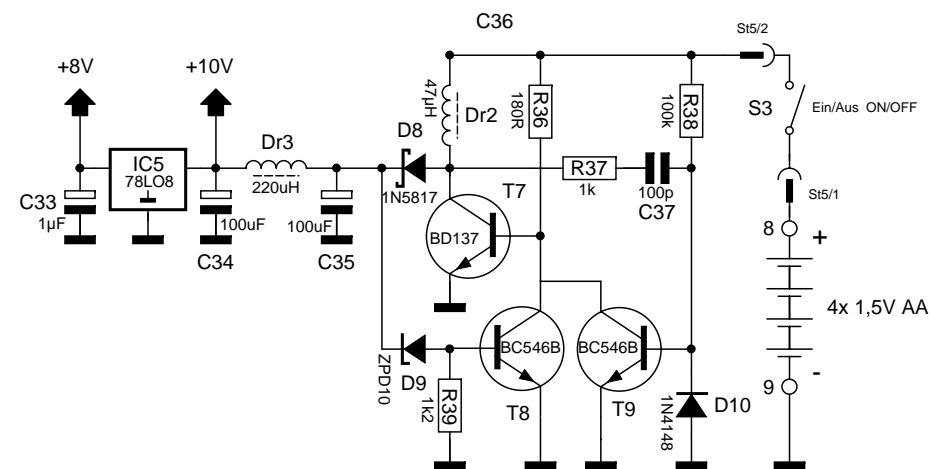 C36
St5/2
+8V
+10V
47µH
Dr2
R36
180R
R38
100k
S3
Ein/Aus ON/OFF
Dr3
D8
IC5
78LO8
220uH
1N5817
R37
1k
100p
C37
St5/1
C33
1µF
100uF
C34
100uF
C35
T7
BD137
8
+
4x 1,5V AA
BC546B
BC546B
ZPD10
D9
R39
1k2
T8
T9
1N4148
D10
9
-